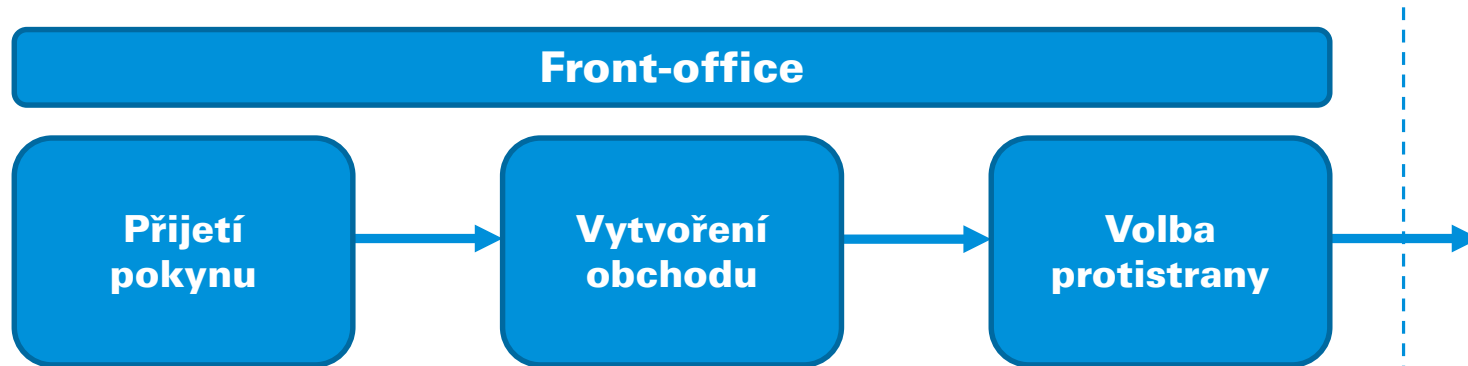 Front-office
Přijetí
pokynu
Vytvoření
obchodu
Volba
protistrany